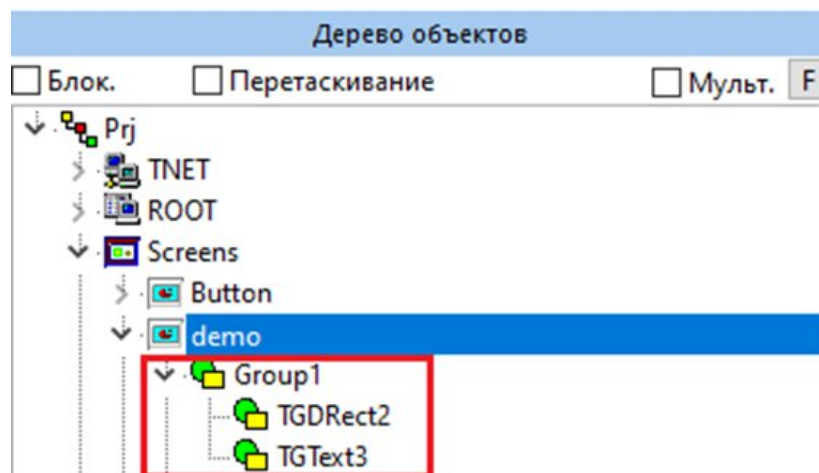 Дерево объектов
Блок. Перетаскивание Мульт. F
Prj
TNET
ROOT
Screens
Button
demo
Group1
TGDRect2
TGText3